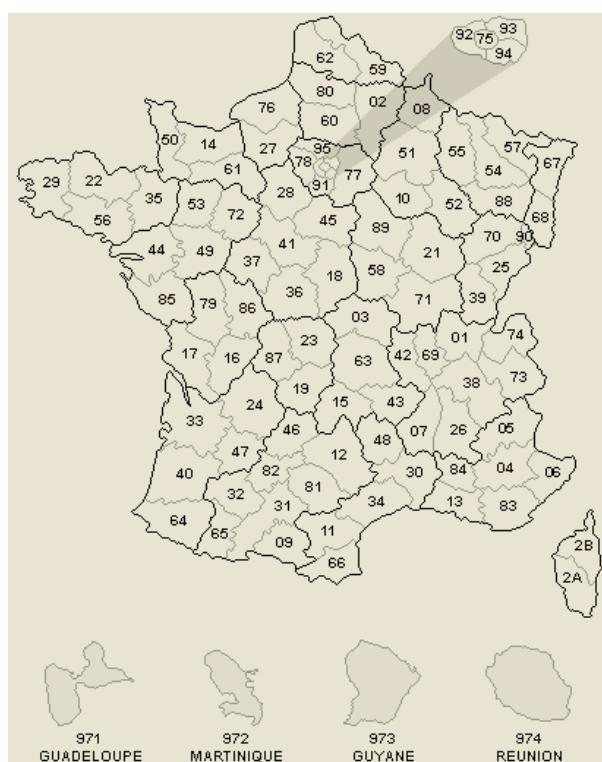 92 75 93
94
62 59
80 02
76 60 08
50 14 27 95 51 55 57 67
61 78 77 54
29 22 35 53 28 91 10 52 88 68
56 72 45 89 70 90
44 49 41 21 25
37 18 58
85 79 86 36 71 39
03 01 74
17 16 87 23 63 42 69 38 73
24 19 15 43
33 46 48 07 26 05
47 12
40 82 81 30 84 04 06
32 31 34 13 83
64 65 09 11
66
2B
2A
971 972 973 974
GUADELOUPE MARTINIQUE GUYANE REUNION